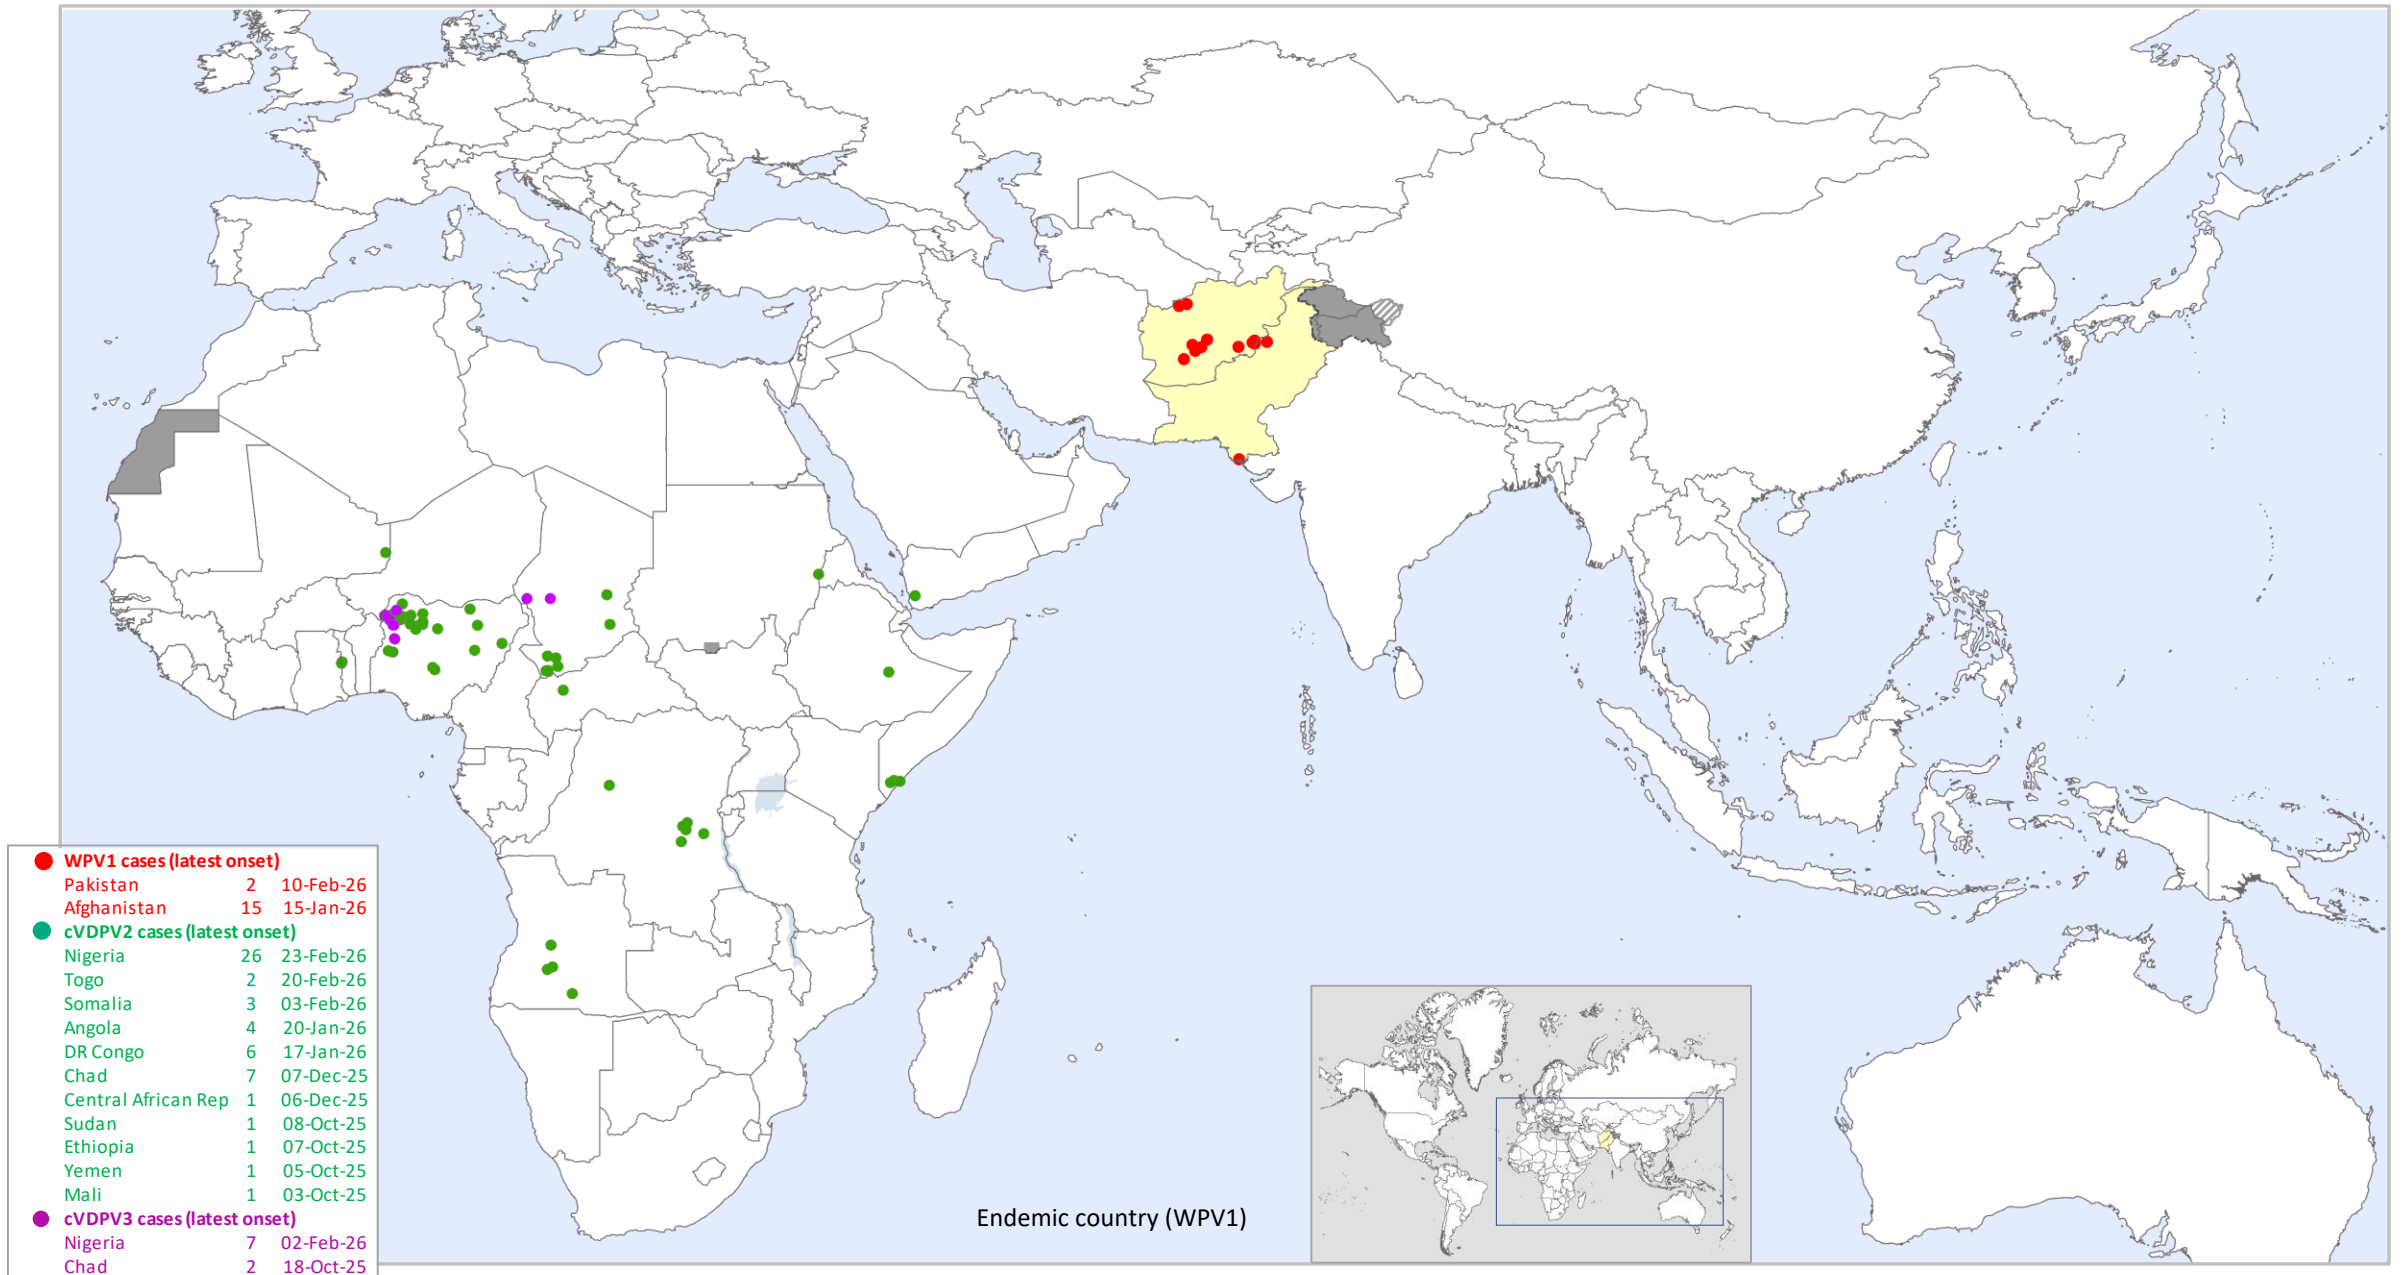 WPV1 cases (latest onset)
Pakistan 2 10-Feb-26
Afghanistan 15 15-Jan-26
cVDPV2 cases (latest onset)
Nigeria 26 23-Feb-26
Togo 2 20-Feb-26
Somalia 3 03-Feb-26
Angola 4 20-Jan-26
DR Congo 6 17-Jan-26
Chad 7 07-Dec-25
Central African Rep 1 06-Dec-25
Sudan 1 08-Oct-25
Ethiopia 1 07-Oct-25
Yemen 1 05-Oct-25
Mali 1 03-Oct-25
cVDPV3 cases (latest onset)
Nigeria 7 02-Feb-26
Chad 2 18-Oct-25
Endemic country (WPV1)